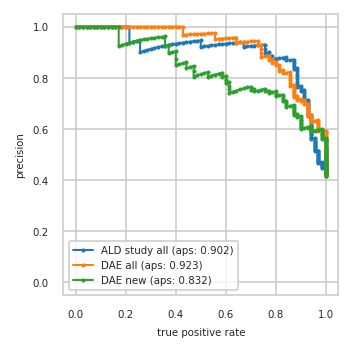 1.0
0.8
0.6
0.4
0.2
0.0
precision
ALD study all (aps: 0.902)
DAE all (aps: 0.923)
DAE new (aps: 0.832)
0.0 0.2 0.4 0.6 0.8 1.0
true positive rate